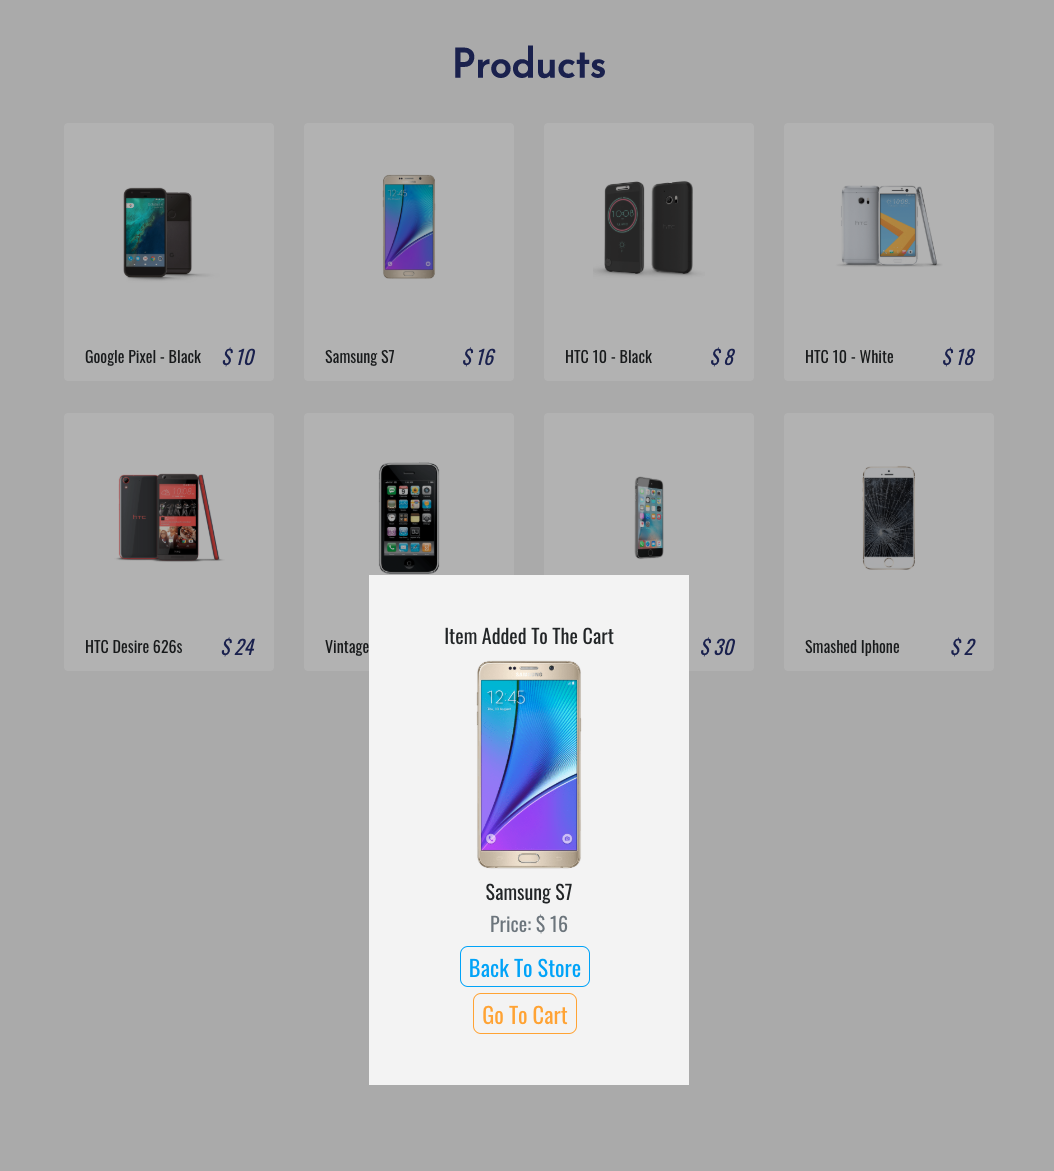 Products
Google Pixel - Black $ 10
Samsung S7 $ 16
HTC 10 - Black $ 8
HTC 10 - White $ 18
HTC Desire 626s $ 24
Vintage
$ 30
Smashed Iphone $ 2
Item Added To The Cart
12:45
Samsung S7
Price: $ 16
Back To Store
Go To Cart